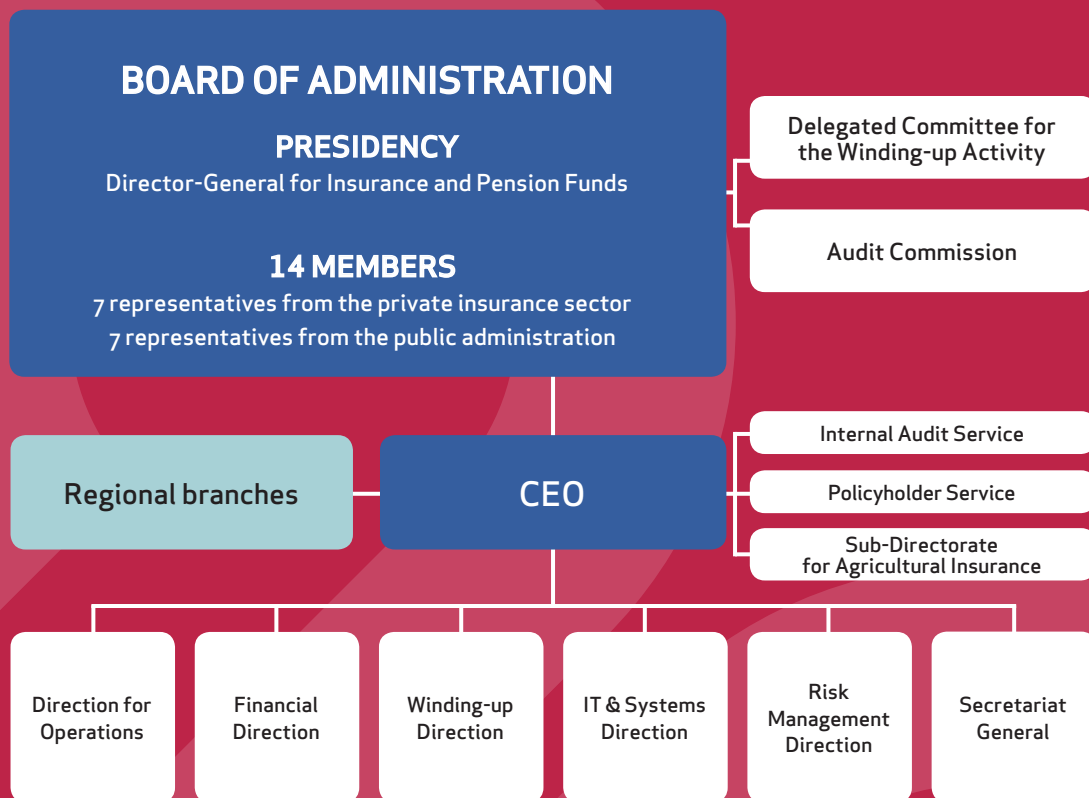 BOARD OF ADMINISTRATION
PRESIDENCY
Director-General for Insurance and Pension Funds
14 MEMBERS
7 representatives from the private insurance sector
7 representatives from the public administration
Delegated Committee for
the Winding-up Activity
Audit Commission
Regional branches
CEO
Internal Audit Service
Policyholder Service
Sub-Directorate
for Agricultural Insurance
Direction for
Operations
Financial
Direction
Winding-up
Direction
IT & Systems
Direction
Risk
Management
Direction
Secretariat
General